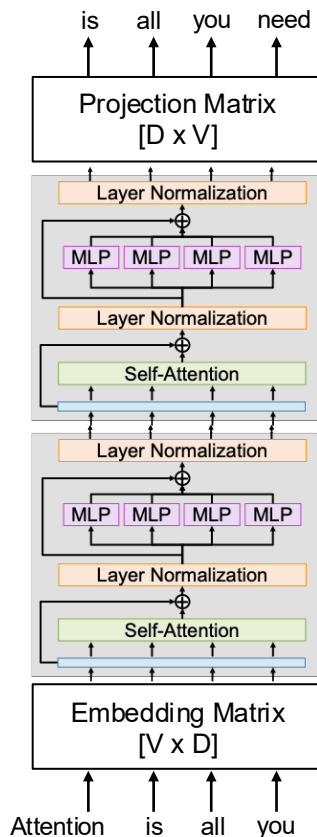 is all you need
Projection Matrix
[D x V]
Layer Normalization
MLP MLP MLP MLP
Layer Normalization
Self-Attention
Layer Normalization
MLP MLP MLP MLP
Layer Normalization
Self-Attention
Embedding Matrix
[V x D]
Attention is all you